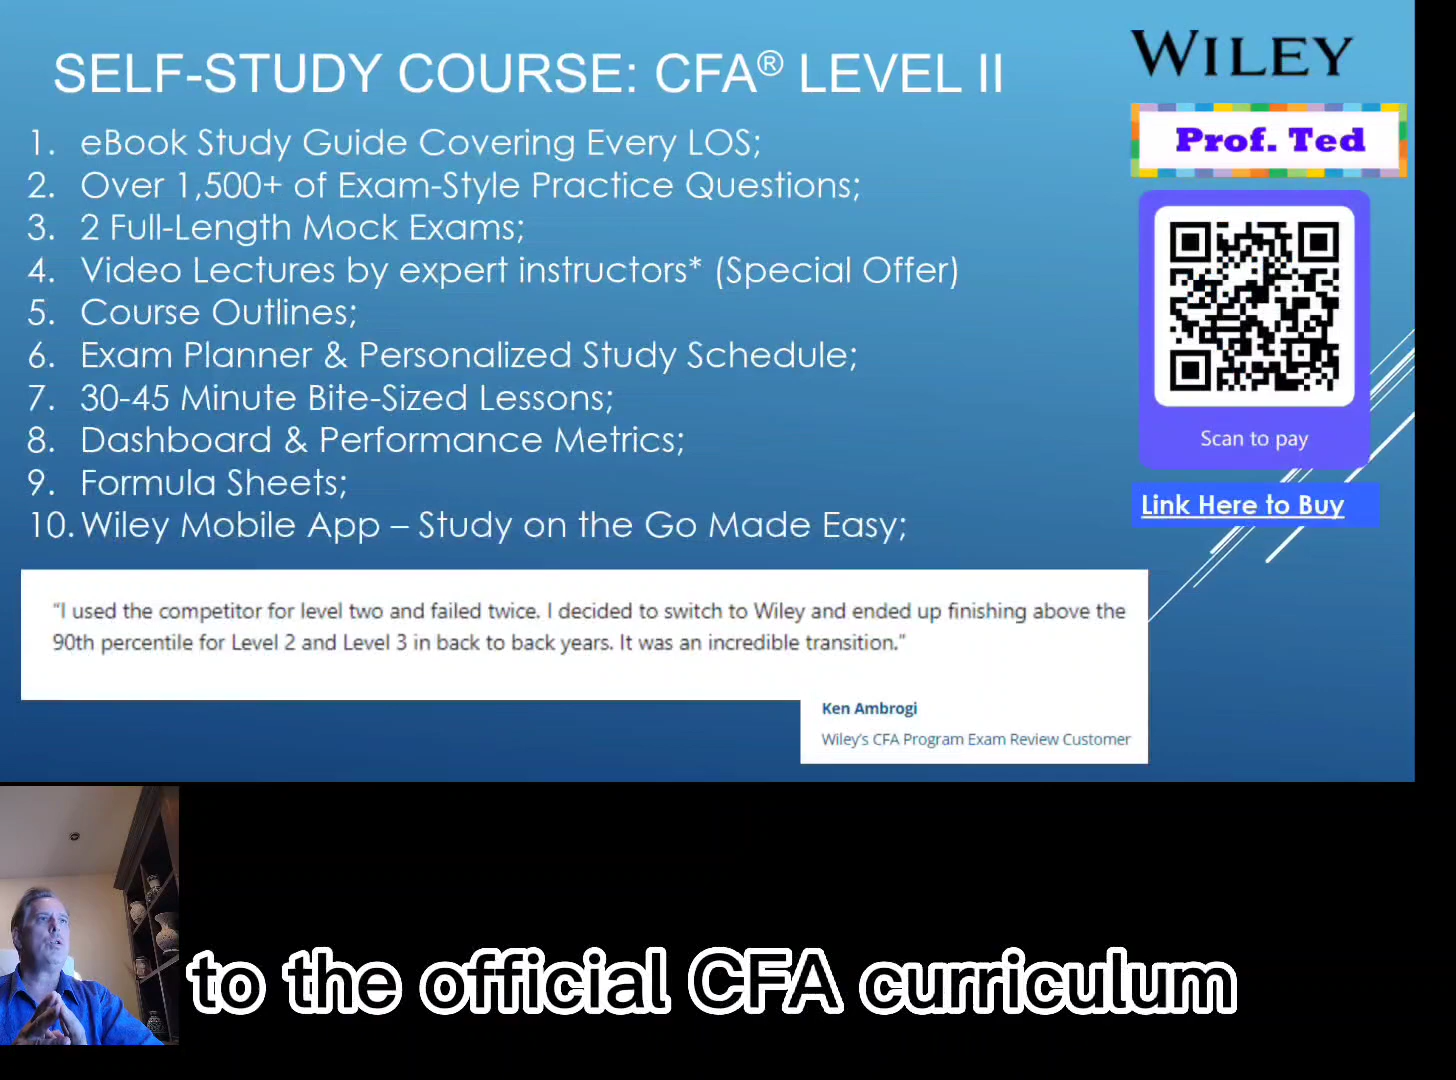 SELF-STUDY COURSE: CFA® LEVEL II
WILEY
Prof. Ted
1. eBook Study Guide Covering Every LOS;
2. Over 1,500+ of Exam-Style Practice Questions;
3. 2 Full-Length Mock Exams;
4. Video Lectures by expert instructors* (Special Offer)
5. Course Outlines;
6. Exam Planner & Personalized Study Schedule;
7. 30-45 Minute Bite-Sized Lessons;
8. Dashboard & Performance Metrics;
9. Formula Sheets;
10. Wiley Mobile App – Study on the Go Made Easy;
Scan to pay
Link Here to Buy
"I used the competitor for level two and failed twice. I decided to switch to Wiley and ended up finishing above the
90th percentile for Level 2 and Level 3 in back to back years. It was an incredible transition."
Ken Ambrogi
Wiley's CFA Program Exam Review Customer
to the official CFA curriculum